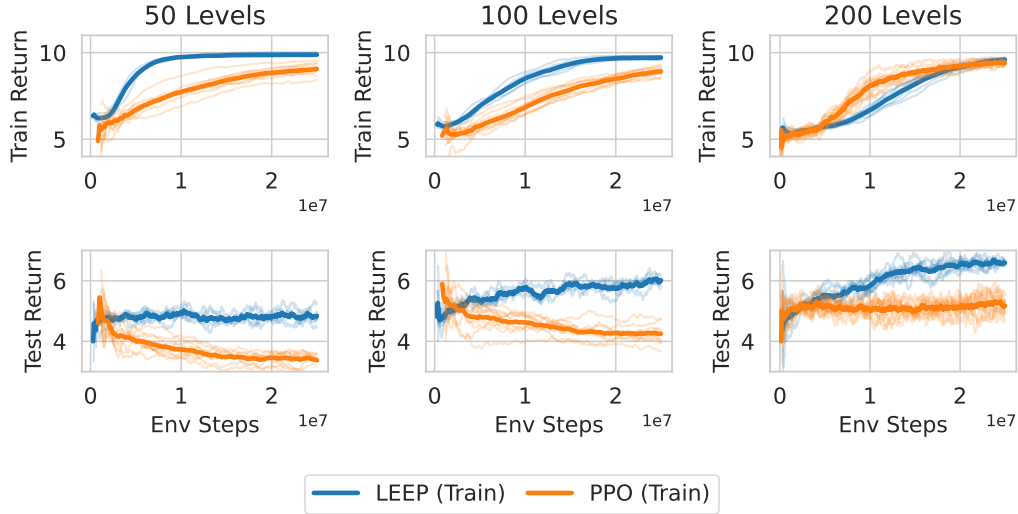 50 Levels 100 Levels 200 Levels
Train Return Train Return Train Return
10 10 10
5 5 5
0 1 2 0 1 2 0 1 2
1e7 1e7 1e7
Test Return Test Return Test Return
6 6 6
4 4 4
0 1 2 0 1 2 0 1 2
Env Steps 1e7 Env Steps 1e7 Env Steps 1e7
LEEP (Train) PPO (Train)